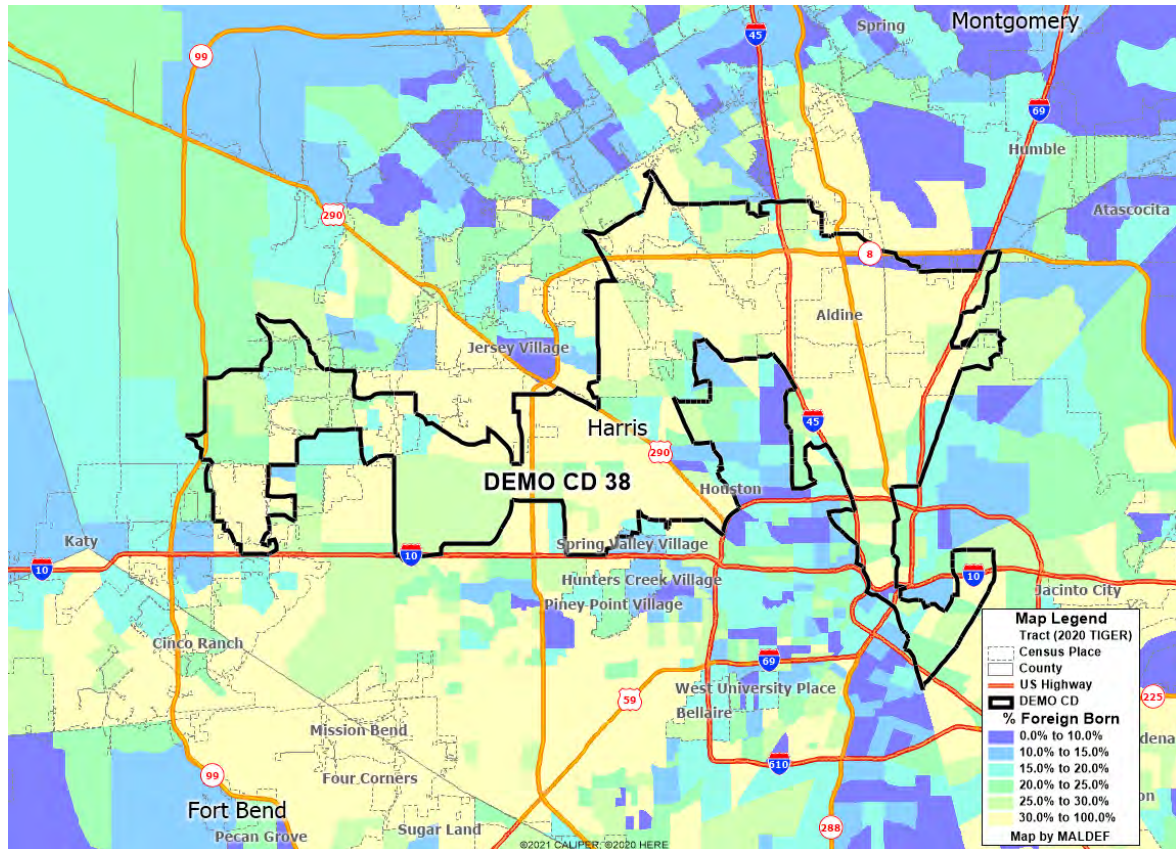 Montgomery
Spring
45
99
69
Humble
290
Atascocita
8
Aldine
Jersey Village
45
Harris
290
DEMO CD 38
Houston
Katy
Spring Valley Village
10
10
Hunters Creek Village
10
Jacinto City
Piney Point Village
Cinco Ranch
69
59
West University Place
Bellaire
225
Mission Bend
dena
Four Corners
610
99
Fort Bend
on
Sugar Land
288
Pecan Grove
Map Legend
Tract (2020 TIGER)
Census Place
County
US Highway
DEMO CD
% Foreign Born
0.0% to 10.0%
10.0% to 15.0%
15.0% to 20.0%
20.0% to 25.0%
25.0% to 30.0%
30.0% to 100.0%
Map by MALDEF
©2021 CALIPER; ©2020 HERE